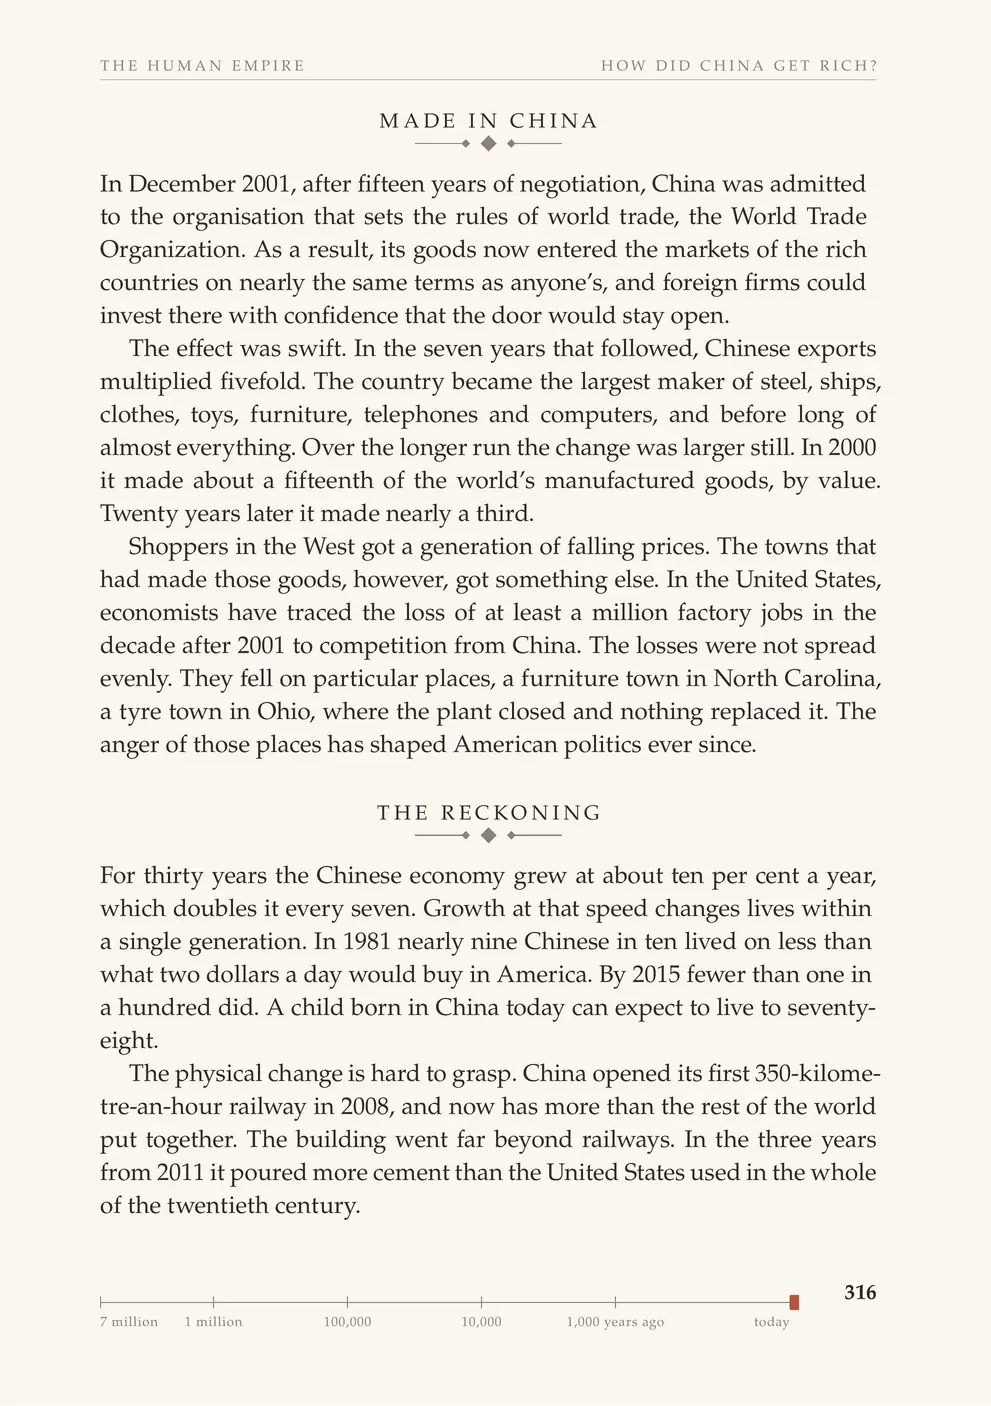 THE HUMAN EMPIRE
HOW DID CHINA GET RICH?
MADE IN CHINA
In December 2001, after fifteen years of negotiation, China was admitted
to the organisation that sets the rules of world trade, the World Trade
Organization. As a result, its goods now entered the markets of the rich
countries on nearly the same terms as anyone’s, and foreign firms could
invest there with confidence that the door would stay open.
The effect was swift. In the seven years that followed, Chinese exports
multiplied fivefold. The country became the largest maker of steel, ships,
clothes, toys, furniture, telephones and computers, and before long of
almost everything. Over the longer run the change was larger still. In 2000
it made about a fifteenth of the world’s manufactured goods, by value.
Twenty years later it made nearly a third.
Shoppers in the West got a generation of falling prices. The towns that
had made those goods, however, got something else. In the United States,
economists have traced the loss of at least a million factory jobs in the
decade after 2001 to competition from China. The losses were not spread
evenly. They fell on particular places, a furniture town in North Carolina,
a tyre town in Ohio, where the plant closed and nothing replaced it. The
anger of those places has shaped American politics ever since.
THE RECKONING
For thirty years the Chinese economy grew at about ten per cent a year,
which doubles it every seven. Growth at that speed changes lives within
a single generation. In 1981 nearly nine Chinese in ten lived on less than
what two dollars a day would buy in America. By 2015 fewer than one in
a hundred did. A child born in China today can expect to live to seventy-
eight.
The physical change is hard to grasp. China opened its first 350-kilome-
tre-an-hour railway in 2008, and now has more than the rest of the world
put together. The building went far beyond railways. In the three years
from 2011 it poured more cement than the United States used in the whole
of the twentieth century.
316
7 million 1 million 100,000 10,000 1,000 years ago today